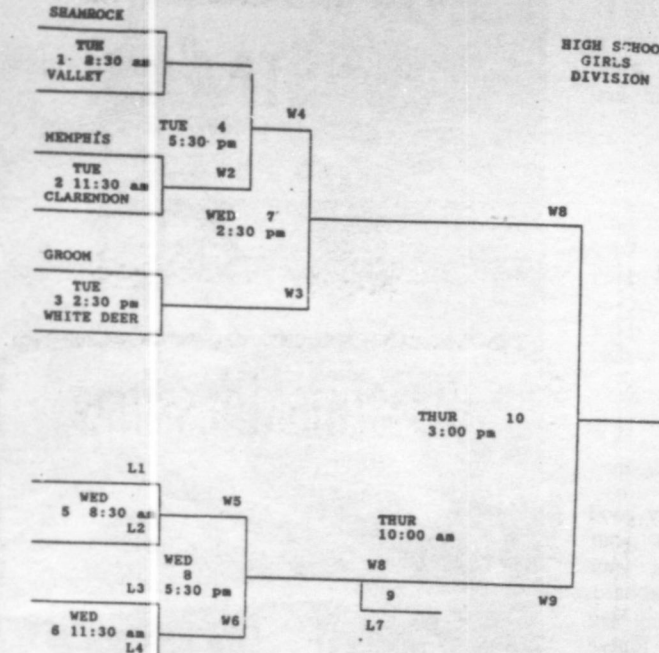 SHAMROCK
TUE
1 8:30 am
VALLEY
HIGH SCHOO
GIRLS
DIVISION
W4
TUE 4
5:30 pm
MEMPHIS
TUE
2 11:30 am
CLARENDON
W2
WED 7
2:30 pm
W8
GROOM
TUE
3 2:30 pm
WHITE DEER
W3
THUR 10
3:00 pm
L1
WED
5 8:30 am
L2
W5
THUR
10:00 am
WED
8
5:30 pm
W8
L3
9
W9
WED
6 11:30 am
L4
W6
L7